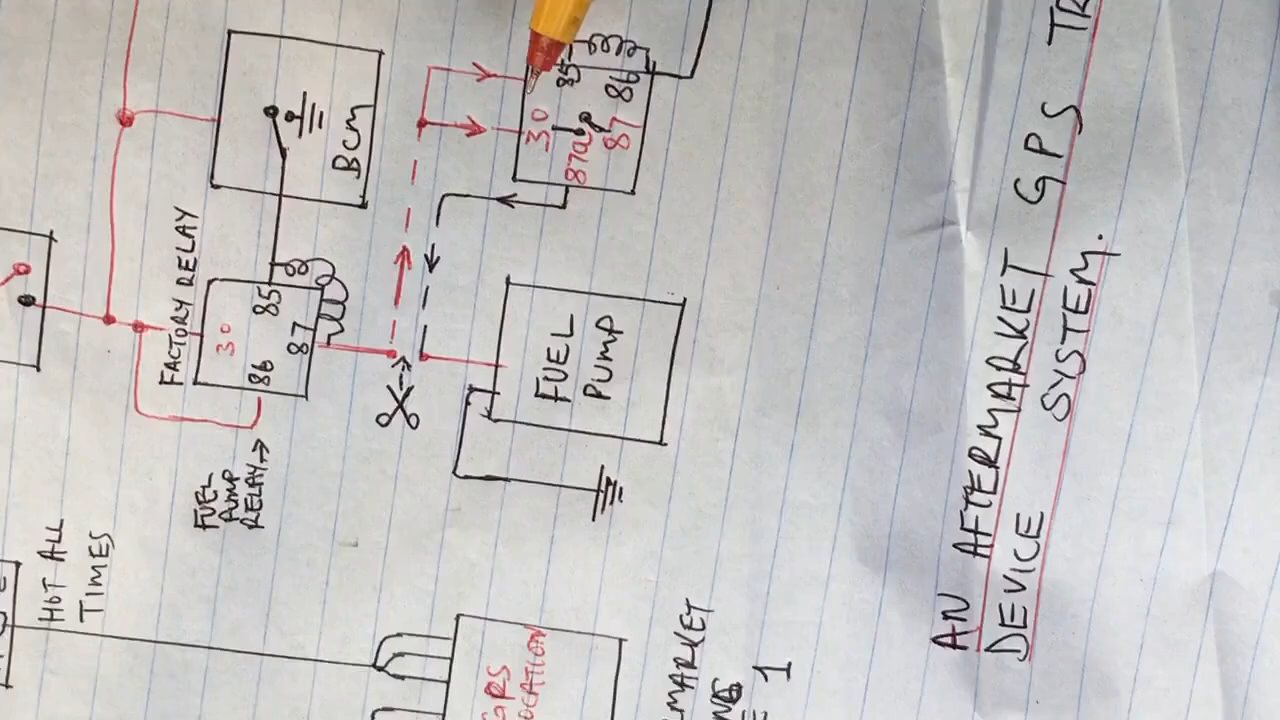 BCM
FACTORY RELAY
30
85
86
87
FUEL
PUMP
RELAY→
30
85
86
87a
87
FUEL
PUMP
HOT ALL
TIMES
AN AFTERMARKET GPS
DEVICE SYSTEM.
1